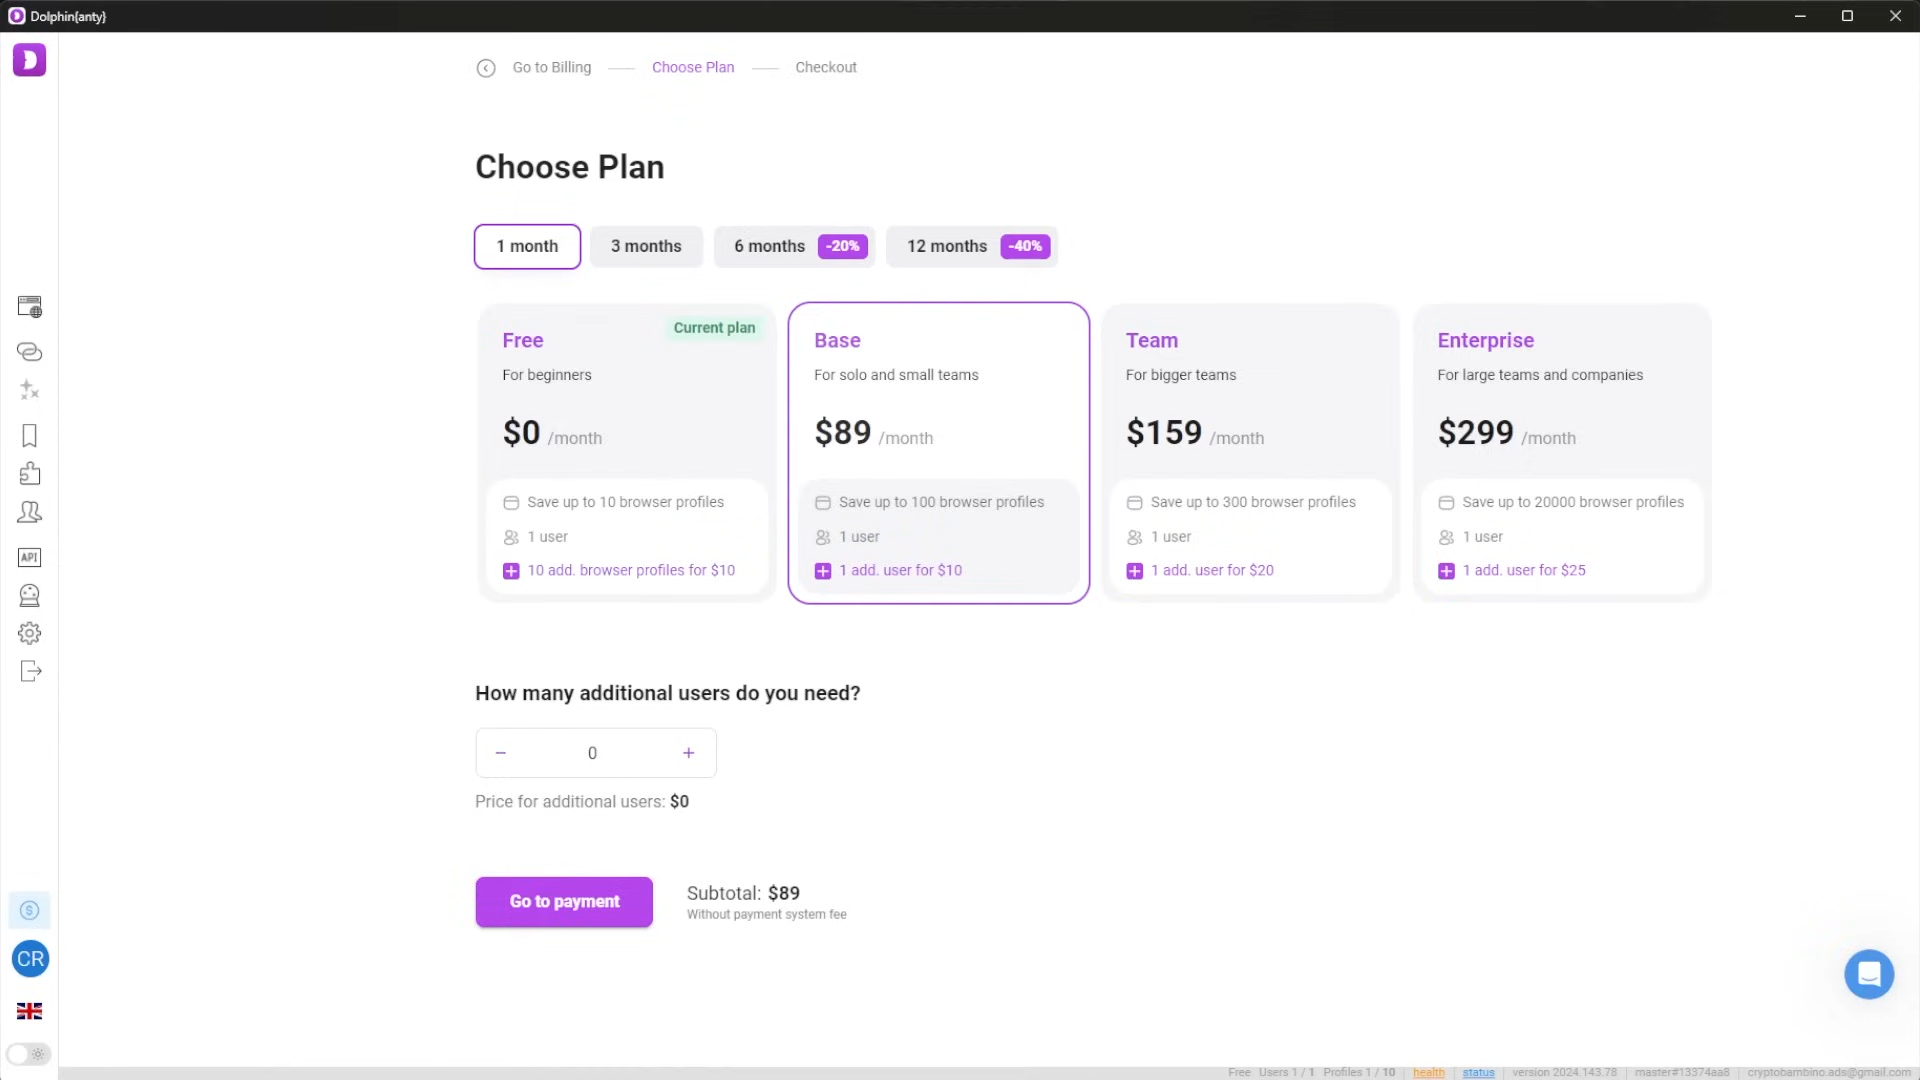 Dolphin{anty}
Go to Billing
Choose Plan
Checkout
Choose Plan
1 month
3 months
6 months -20%
12 months -40%
Free
Current plan
For beginners
$0 /month
Save up to 10 browser profiles
1 user
10 add. browser profiles for $10
Base
For solo and small teams
$89 /month
Save up to 100 browser profiles
1 user
1 add. user for $10
Team
For bigger teams
$159 /month
Save up to 300 browser profiles
1 user
1 add. user for $20
Enterprise
For large teams and companies
$299 /month
Save up to 20000 browser profiles
1 user
1 add. user for $25
API
How many additional users do you need?
0
Price for additional users: $0
Go to payment
Subtotal: $89
Without payment system fee
CR
Free Users 1 / 1 Profiles 1 / 10 health status version 2024.143.78 master#13374aa8 cryptobambino.ads@gmail.com